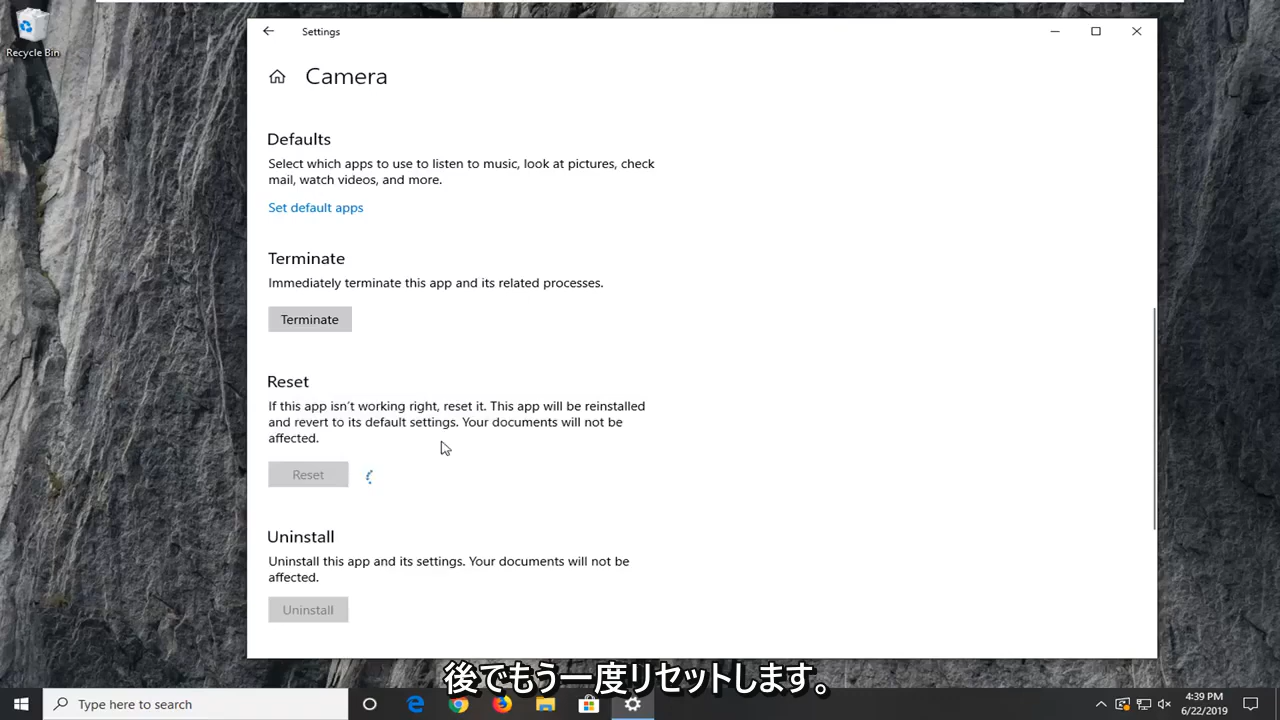 Recycle Bin
Settings
Camera
Defaults
Select which apps to use to listen to music, look at pictures, check
mail, watch videos, and more.
Set default apps
Terminate
Immediately terminate this app and its related processes.
Terminate
Reset
If this app isn't working right, reset it. This app will be reinstalled
and revert to its default settings. Your documents will not be
affected.
Reset
Uninstall
Uninstall this app and its settings. Your documents will not be
affected.
Uninstall
後でもう一度リセットします。
Type here to search
4:39 PM
6/22/2019